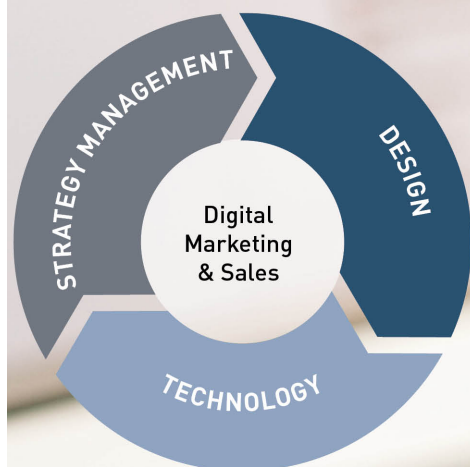 STRATEGY MANAGEMENT
DESIGN
Digital
Marketing
& Sales
TECHNOLOGY